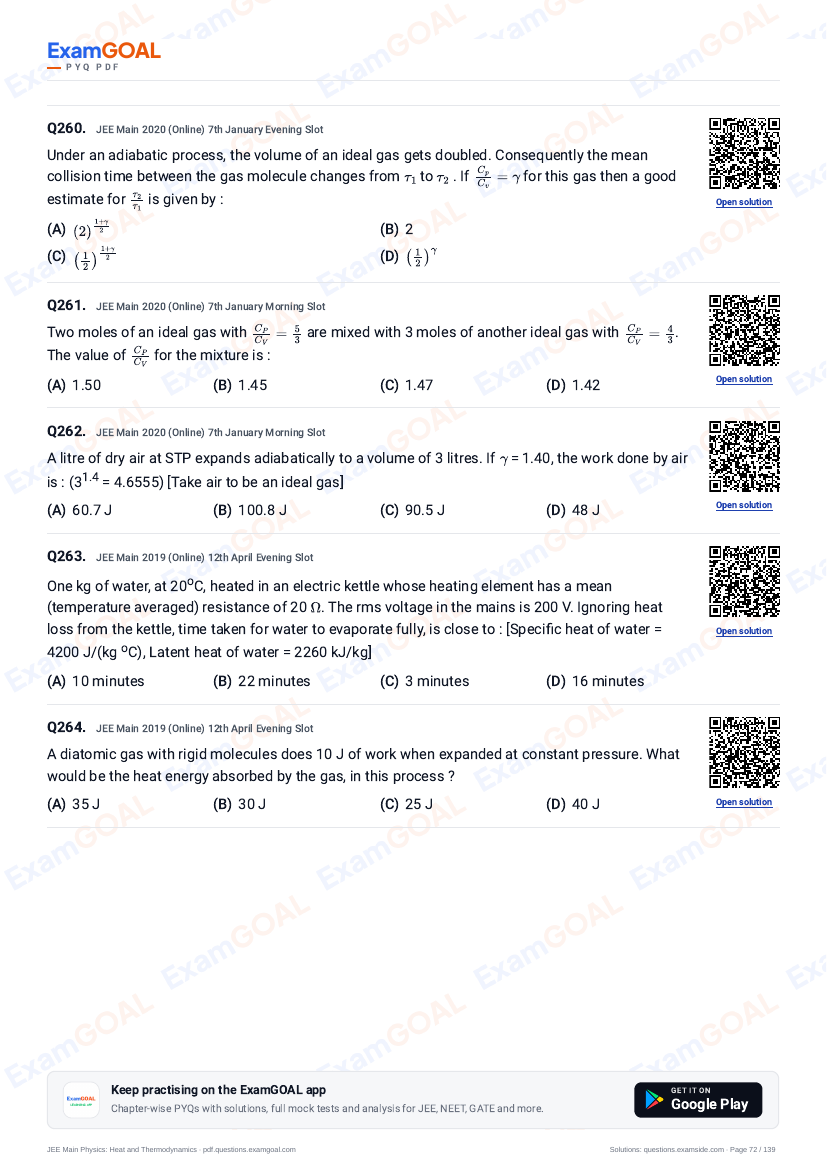 ExamGOAL
PYQ PDF
Q260. JEE Main 2020 (Online) 7th January Evening Slot
Under an adiabatic process, the volume of an ideal gas gets doubled. Consequently the mean
collision time between the gas molecule changes from τ₁ to τ₂ . If C_p/C_v = γ for this gas then a good
estimate for τ₂/τ₁ is given by :
(A) (2)^((1+γ)/2) (B) 2
(C) (1/2)^((1+γ)/2) (D) (1/2)^γ
Open solution
Q261. JEE Main 2020 (Online) 7th January Morning Slot
Two moles of an ideal gas with C_P/C_V = 5/3 are mixed with 3 moles of another ideal gas with C_P/C_V = 4/3.
The value of C_P/C_V for the mixture is :
(A) 1.50 (B) 1.45 (C) 1.47 (D) 1.42
Open solution
Q262. JEE Main 2020 (Online) 7th January Morning Slot
A litre of dry air at STP expands adiabatically to a volume of 3 litres. If γ = 1.40, the work done by air
is : (3^1.4 = 4.6555) [Take air to be an ideal gas]
(A) 60.7 J (B) 100.8 J (C) 90.5 J (D) 48 J
Open solution
Q263. JEE Main 2019 (Online) 12th April Evening Slot
One kg of water, at 20ºC, heated in an electric kettle whose heating element has a mean
(temperature averaged) resistance of 20 Ω. The rms voltage in the mains is 200 V. Ignoring heat
loss from the kettle, time taken for water to evaporate fully, is close to : [Specific heat of water =
4200 J/(kg ºC), Latent heat of water = 2260 kJ/kg]
(A) 10 minutes (B) 22 minutes (C) 3 minutes (D) 16 minutes
Open solution
Q264. JEE Main 2019 (Online) 12th April Evening Slot
A diatomic gas with rigid molecules does 10 J of work when expanded at constant pressure. What
would be the heat energy absorbed by the gas, in this process ?
(A) 35 J (B) 30 J (C) 25 J (D) 40 J
Open solution
ExamGOAL
Keep practising on the ExamGOAL app
Chapter-wise PYQs with solutions, full mock tests and analysis for JEE, NEET, GATE and more.
GET IT ON
Google Play
JEE Main Physics: Heat and Thermodynamics · pdf.questions.examgoal.com
Solutions: questions.examside.com · Page 72 / 139